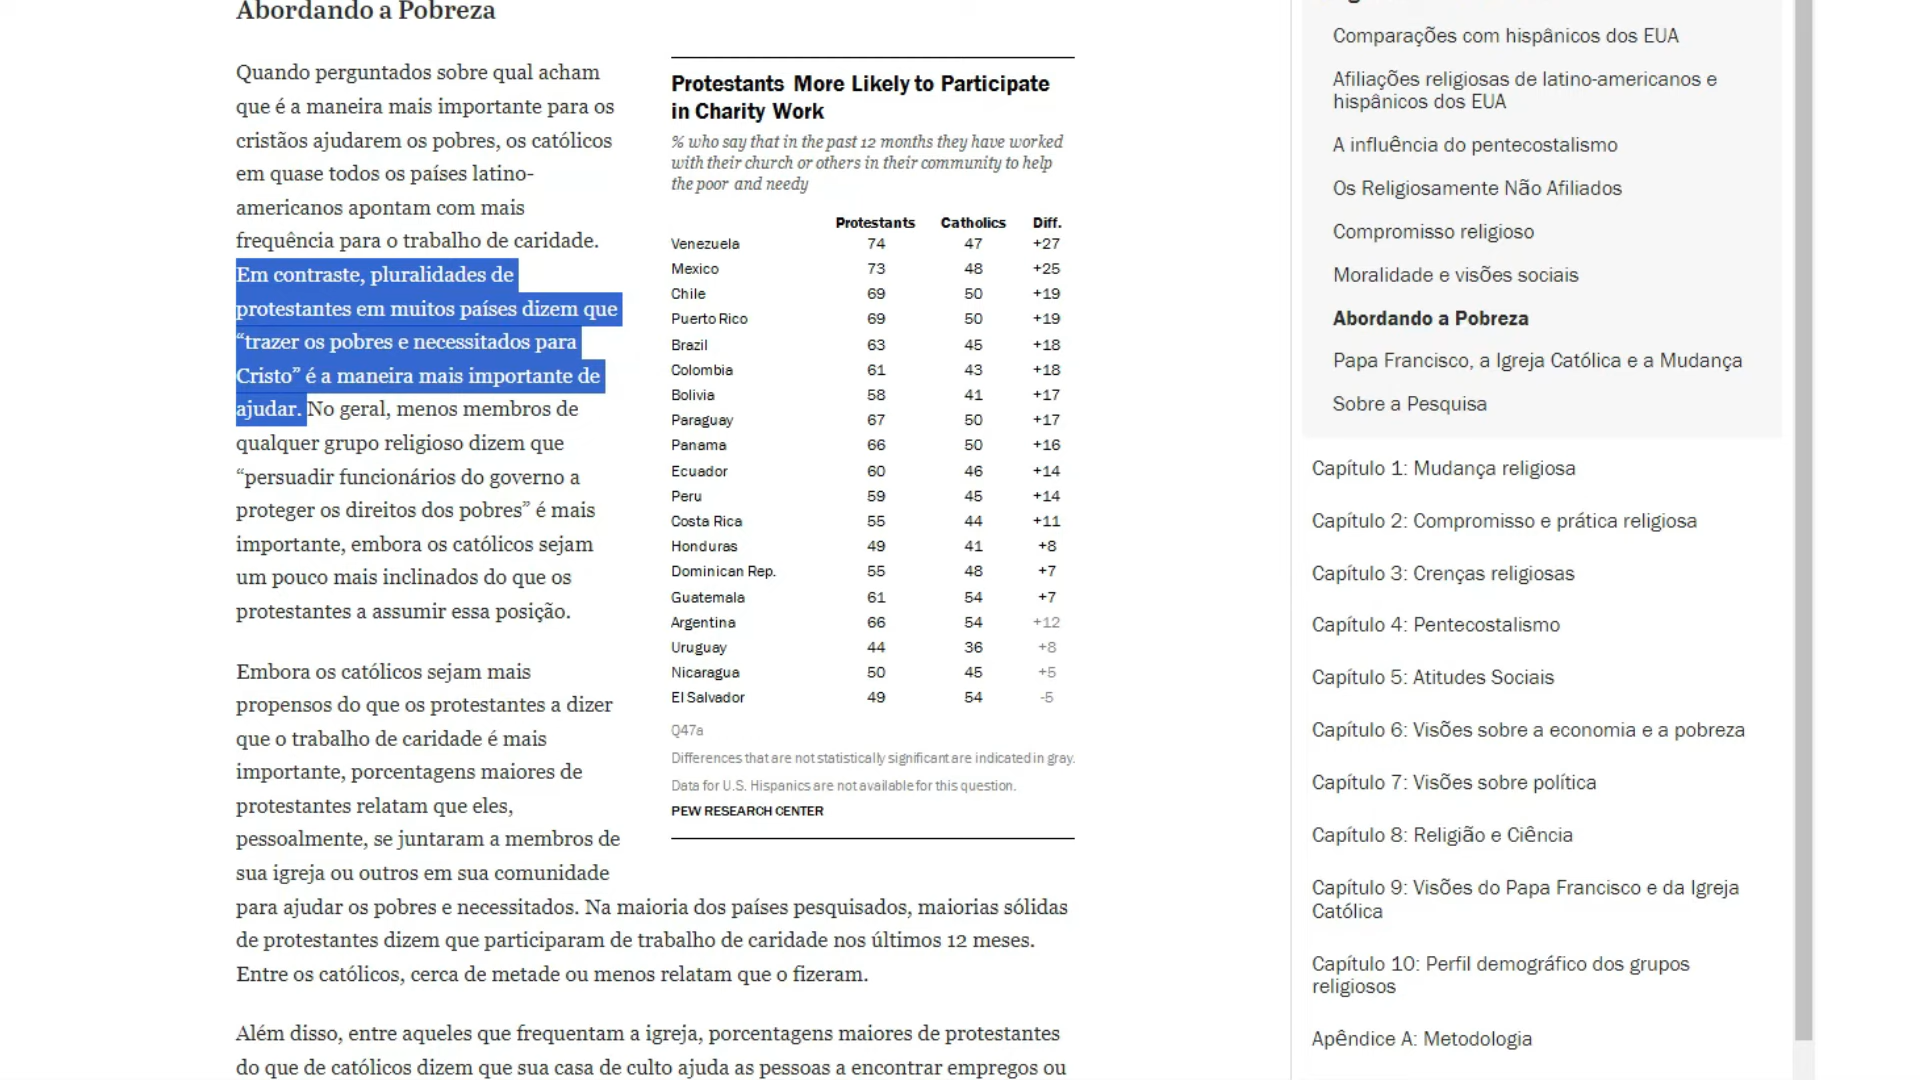 Abordando a Pobreza
Quando perguntados sobre qual acham
que é a maneira mais importante para os
cristãos ajudarem os pobres, os católicos
em quase todos os países latino-
americanos apontam com mais
frequência para o trabalho de caridade.
Em contraste, pluralidades de
protestantes em muitos países dizem que
“trazer os pobres e necessitados para
Cristo” é a maneira mais importante de
ajudar. No geral, menos membros de
qualquer grupo religioso dizem que
“persuadir funcionários do governo a
proteger os direitos dos pobres” é mais
importante, embora os católicos sejam
um pouco mais inclinados do que os
protestantes a assumir essa posição.
Embora os católicos sejam mais
propensos do que os protestantes a dizer
que o trabalho de caridade é mais
importante, porcentagens maiores de
protestantes relatam que eles,
pessoalmente, se juntaram a membros de
sua igreja ou outros em sua comunidade
para ajudar os pobres e necessitados. Na maioria dos países pesquisados, maiorias sólidas
de protestantes dizem que participaram de trabalho de caridade nos últimos 12 meses.
Entre os católicos, cerca de metade ou menos relatam que o fizeram.
Além disso, entre aqueles que frequentam a igreja, porcentagens maiores de protestantes
do que de católicos dizem que sua casa de culto ajuda as pessoas a encontrar empregos ou
Protestants More Likely to Participate
in Charity Work
% who say that in the past 12 months they have worked
with their church or others in their community to help
the poor and needy
Protestants Catholics Diff.
Venezuela 74 47 +27
Mexico 73 48 +25
Chile 69 50 +19
Puerto Rico 69 50 +19
Brazil 63 45 +18
Colombia 61 43 +18
Bolivia 58 41 +17
Paraguay 67 50 +17
Panama 66 50 +16
Ecuador 60 46 +14
Peru 59 45 +14
Costa Rica 55 44 +11
Honduras 49 41 +8
Dominican Rep. 55 48 +7
Guatemala 61 54 +7
Argentina 66 54 +12
Uruguay 44 36 +8
Nicaragua 50 45 +5
El Salvador 49 54 -5
Q47a
Differences that are not statistically significant are indicated in gray.
Data for U.S. Hispanics are not available for this question.
PEW RESEARCH CENTER
Comparações com hispânicos dos EUA
Afiliações religiosas de latino-americanos e
hispânicos dos EUA
A influência do pentecostalismo
Os Religiosamente Não Afiliados
Compromisso religioso
Moralidade e visões sociais
Abordando a Pobreza
Papa Francisco, a Igreja Católica e a Mudança
Sobre a Pesquisa
Capítulo 1: Mudança religiosa
Capítulo 2: Compromisso e prática religiosa
Capítulo 3: Crenças religiosas
Capítulo 4: Pentecostalismo
Capítulo 5: Atitudes Sociais
Capítulo 6: Visões sobre a economia e a pobreza
Capítulo 7: Visões sobre política
Capítulo 8: Religião e Ciência
Capítulo 9: Visões do Papa Francisco e da Igreja
Católica
Capítulo 10: Perfil demográfico dos grupos
religiosos
Apêndice A: Metodologia